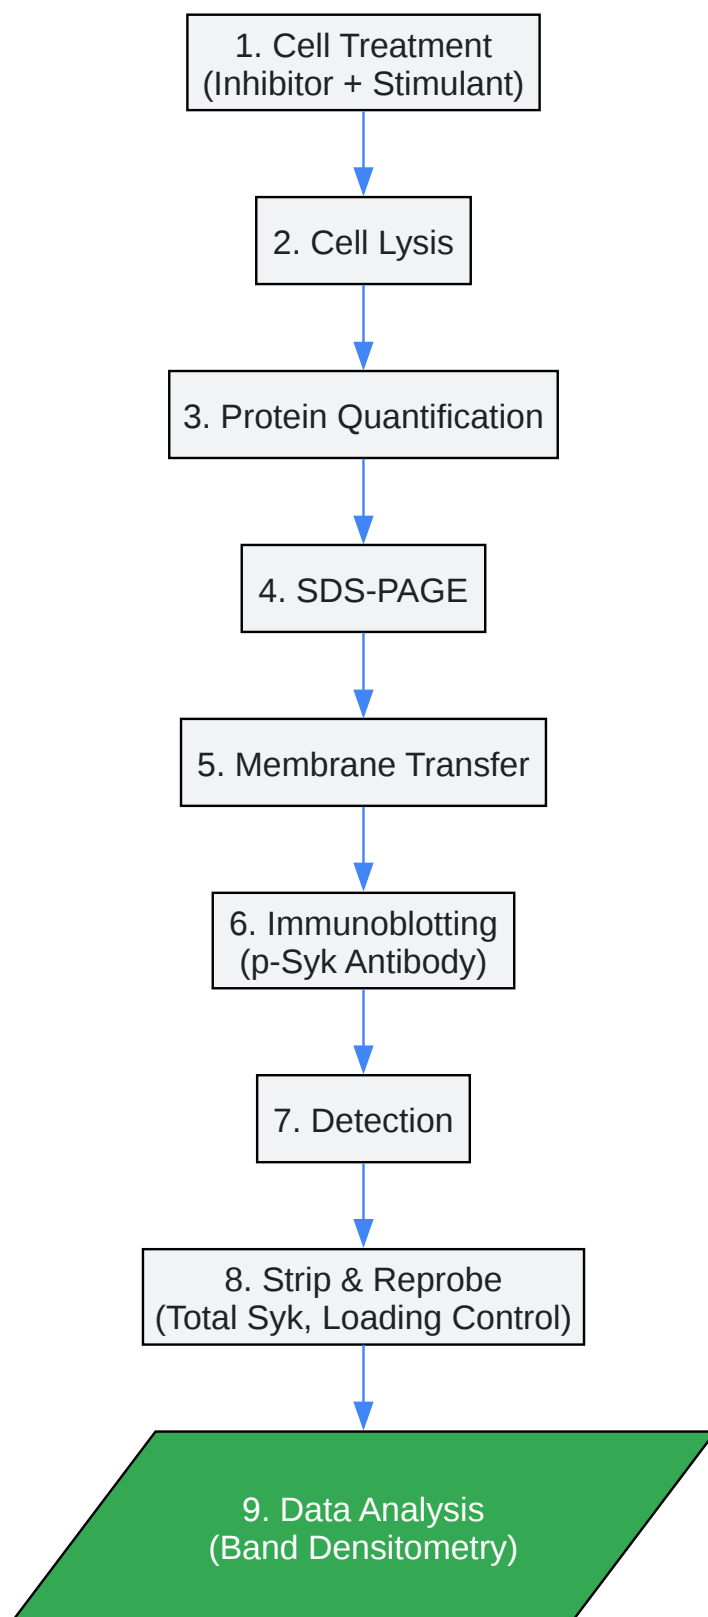 1. Cell Treatment
(Inhibitor + Stimulant)
2. Cell Lysis
3. Protein Quantification
4. SDS-PAGE
5. Membrane Transfer
6. Immunoblotting
(p-Syk Antibody)
7. Detection
8. Strip & Reprobe
(Total Syk, Loading Control)
9. Data Analysis
(Band Densitometry)